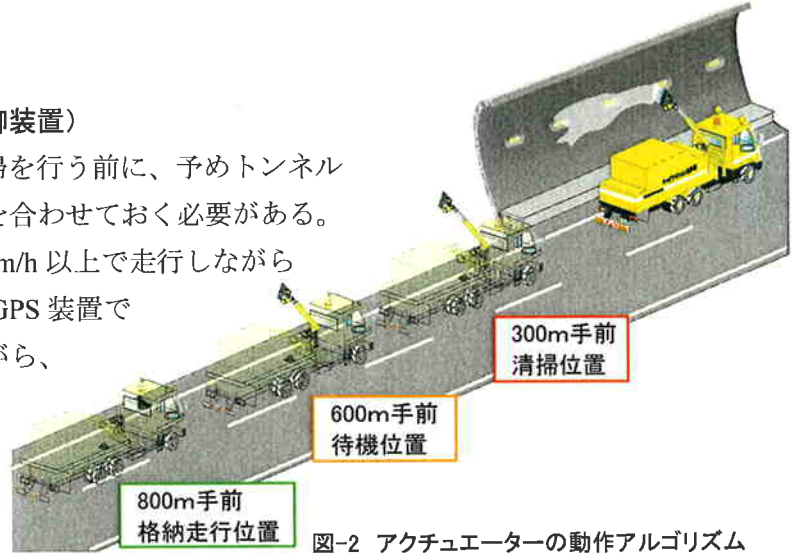 御装置）
帚を行う前に、予めトンネル
を合わせておく必要がある。
m/h 以上で走行しながら
GPS 装置で
がら、
300m手前
清掃位置
600m手前
待機位置
800m手前
格納走行位置
図-2 アクチュエーターの動作アルゴリズム